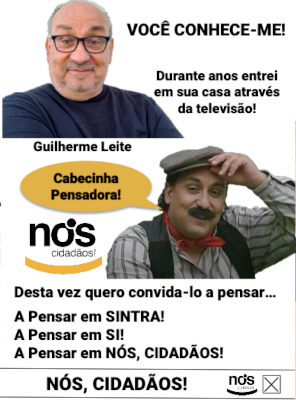 VOCÊ CONHECE-ME!
Durante anos entrei
em sua casa através
da televisão!
Guilherme Leite
Cabecinha
Pensadora!
nós
cidadãos!
Desta vez quero convida-lo a pensar...
A Pensar em SINTRA!
A Pensar em SI!
A Pensar em NÓS, CIDADÃOS!
NÓS, CIDADÃOS!
nós
cidadãos!